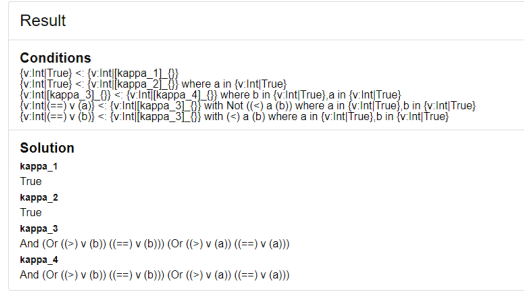 Result
Conditions
{v:Int|True} <: {v:Int|[kappa_1]_{}}
{v:Int|True} <: {v:Int|[kappa_2]_{}} where a in {v:Int|True}
{v:Int|[kappa_3]_{}} <: {v:Int|[kappa_4]_{}} where b in {v:Int|True},a in {v:Int|True}
{v:Int|(==) v (a)} <: {v:Int|[kappa_3]_{}} with Not ((<) a (b)) where a in {v:Int|True},b in {v:Int|True}
{v:Int|(==) v (b)} <: {v:Int|[kappa_3]_{}} with (<) a (b) where a in {v:Int|True},b in {v:Int|True}
Solution
kappa_1
True
kappa_2
True
kappa_3
And (Or ((>) v (b)) ((==) v (b))) (Or ((>) v (a)) ((==) v (a)))
kappa_4
And (Or ((>) v (b)) ((==) v (b))) (Or ((>) v (a)) ((==) v (a)))